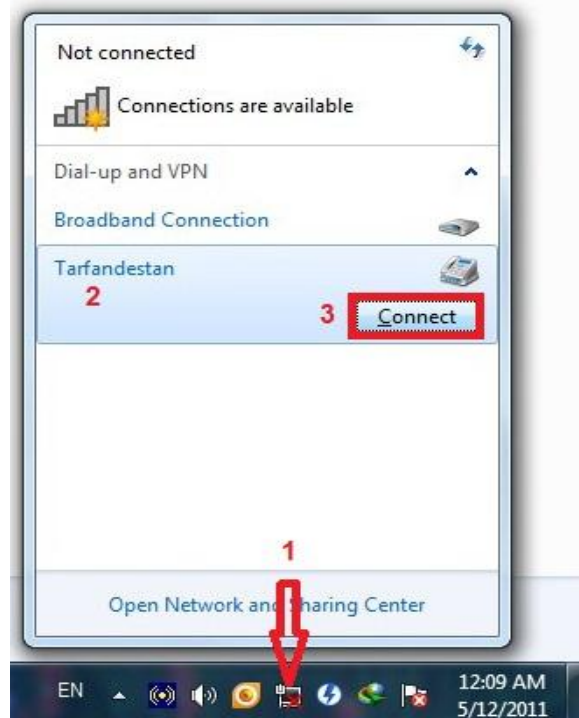 Not connected
Connections are available
Dial-up and VPN
Broadband Connection
Tarfandestan
2
3 Connect
1
Open Network and Sharing Center
EN
12:09 AM
5/12/2011